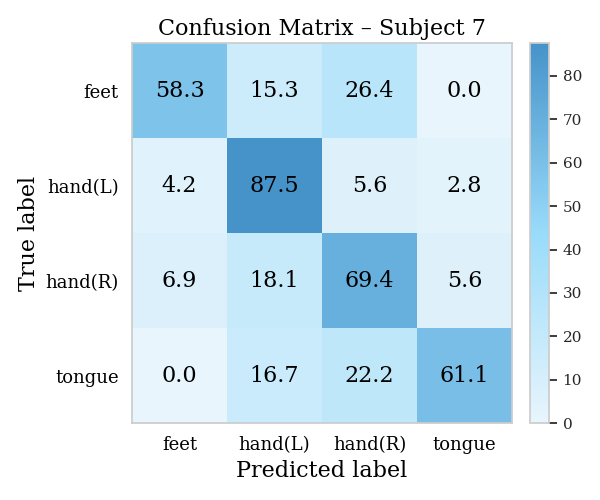 Confusion Matrix – Subject 7
True label
feet 58.3 15.3 26.4 0.0
hand(L) 4.2 87.5 5.6 2.8
hand(R) 6.9 18.1 69.4 5.6
tongue 0.0 16.7 22.2 61.1
feet hand(L) hand(R) tongue
Predicted label
80
70
60
50
40
30
20
10
0